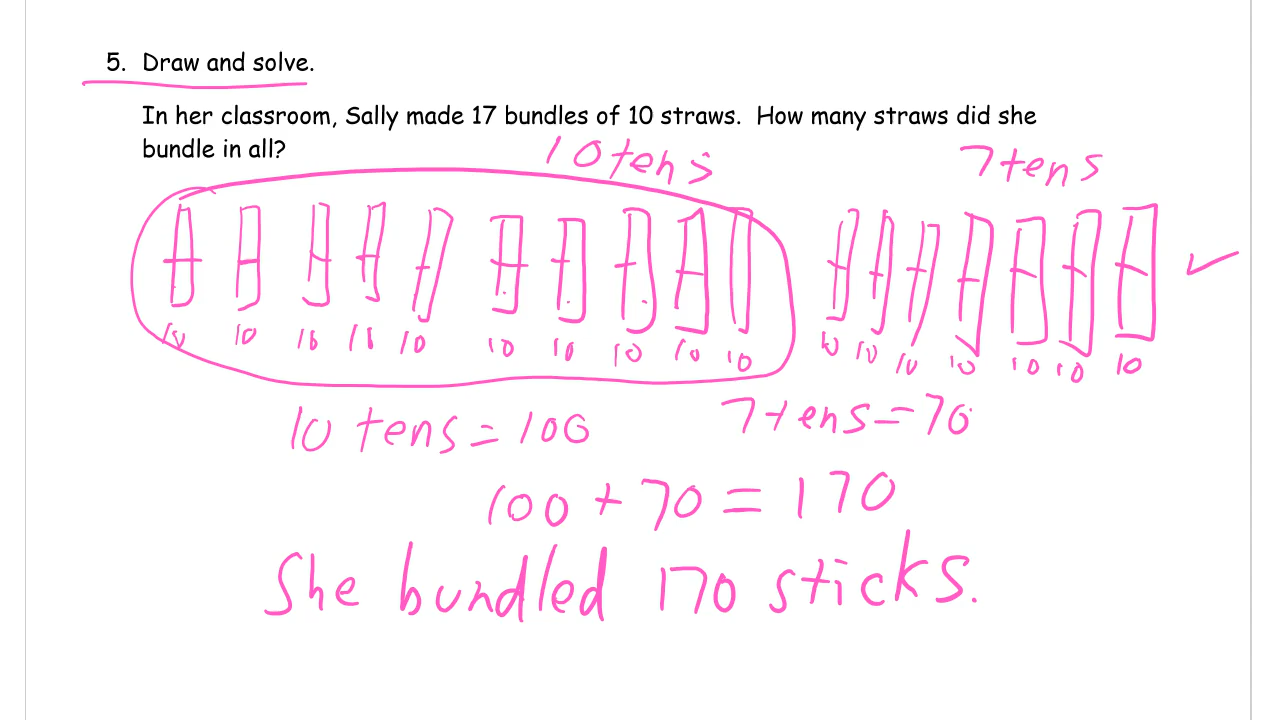 5. Draw and solve.
In her classroom, Sally made 17 bundles of 10 straws. How many straws did she
bundle in all?
10 tens 7 tens
10 10 10 10 10 10 10 10 10 10 10 10 10 10 10 10 10
10 tens = 100 7 tens = 70
100 + 70 = 170
She bundled 170 sticks.